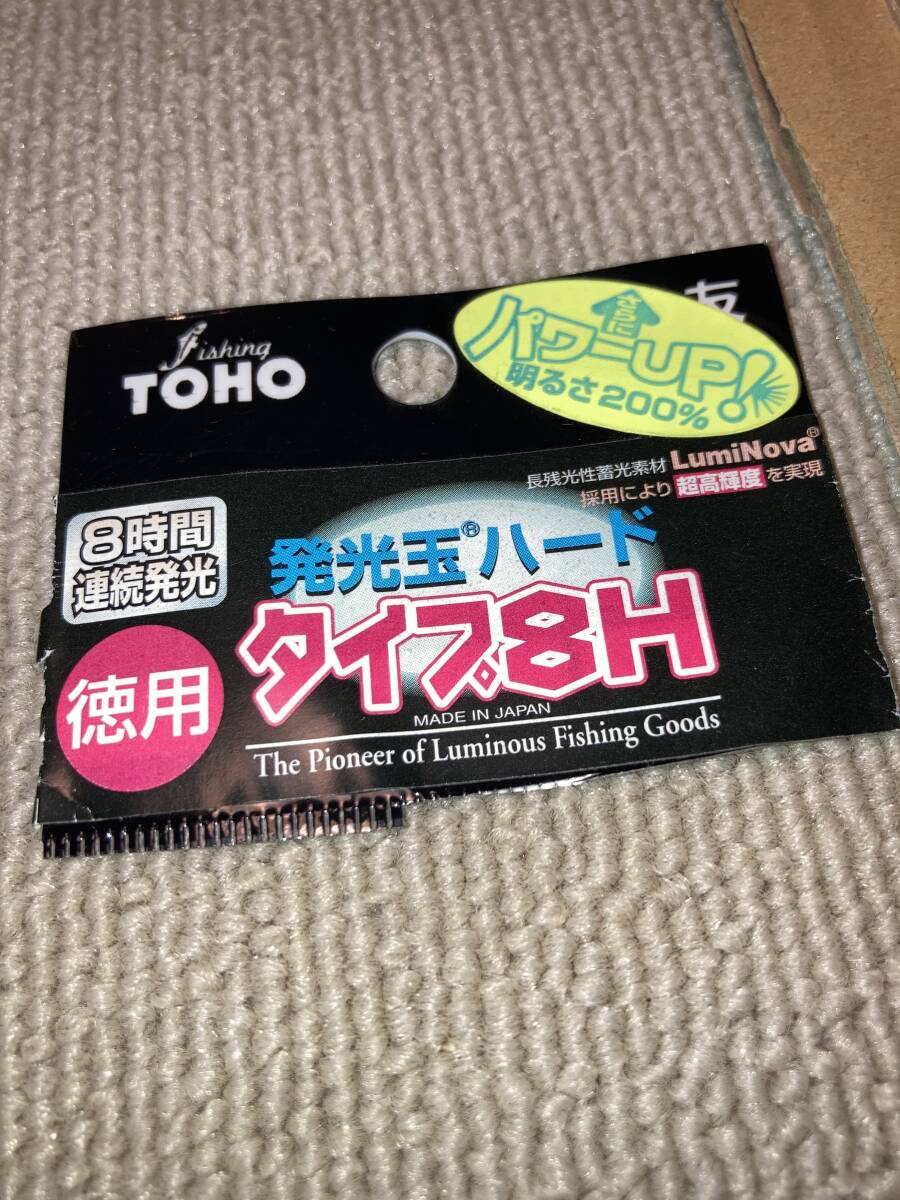 fishing
TOHO
さらに
パワーUP!
明るさ200%
長残光性蓄光素材 LumiNova®
採用により 超高輝度 を実現
8時間
連続発光
発光玉®ハード
タイプ8H
徳用
MADE IN JAPAN
The Pioneer of Luminous Fishing Goods